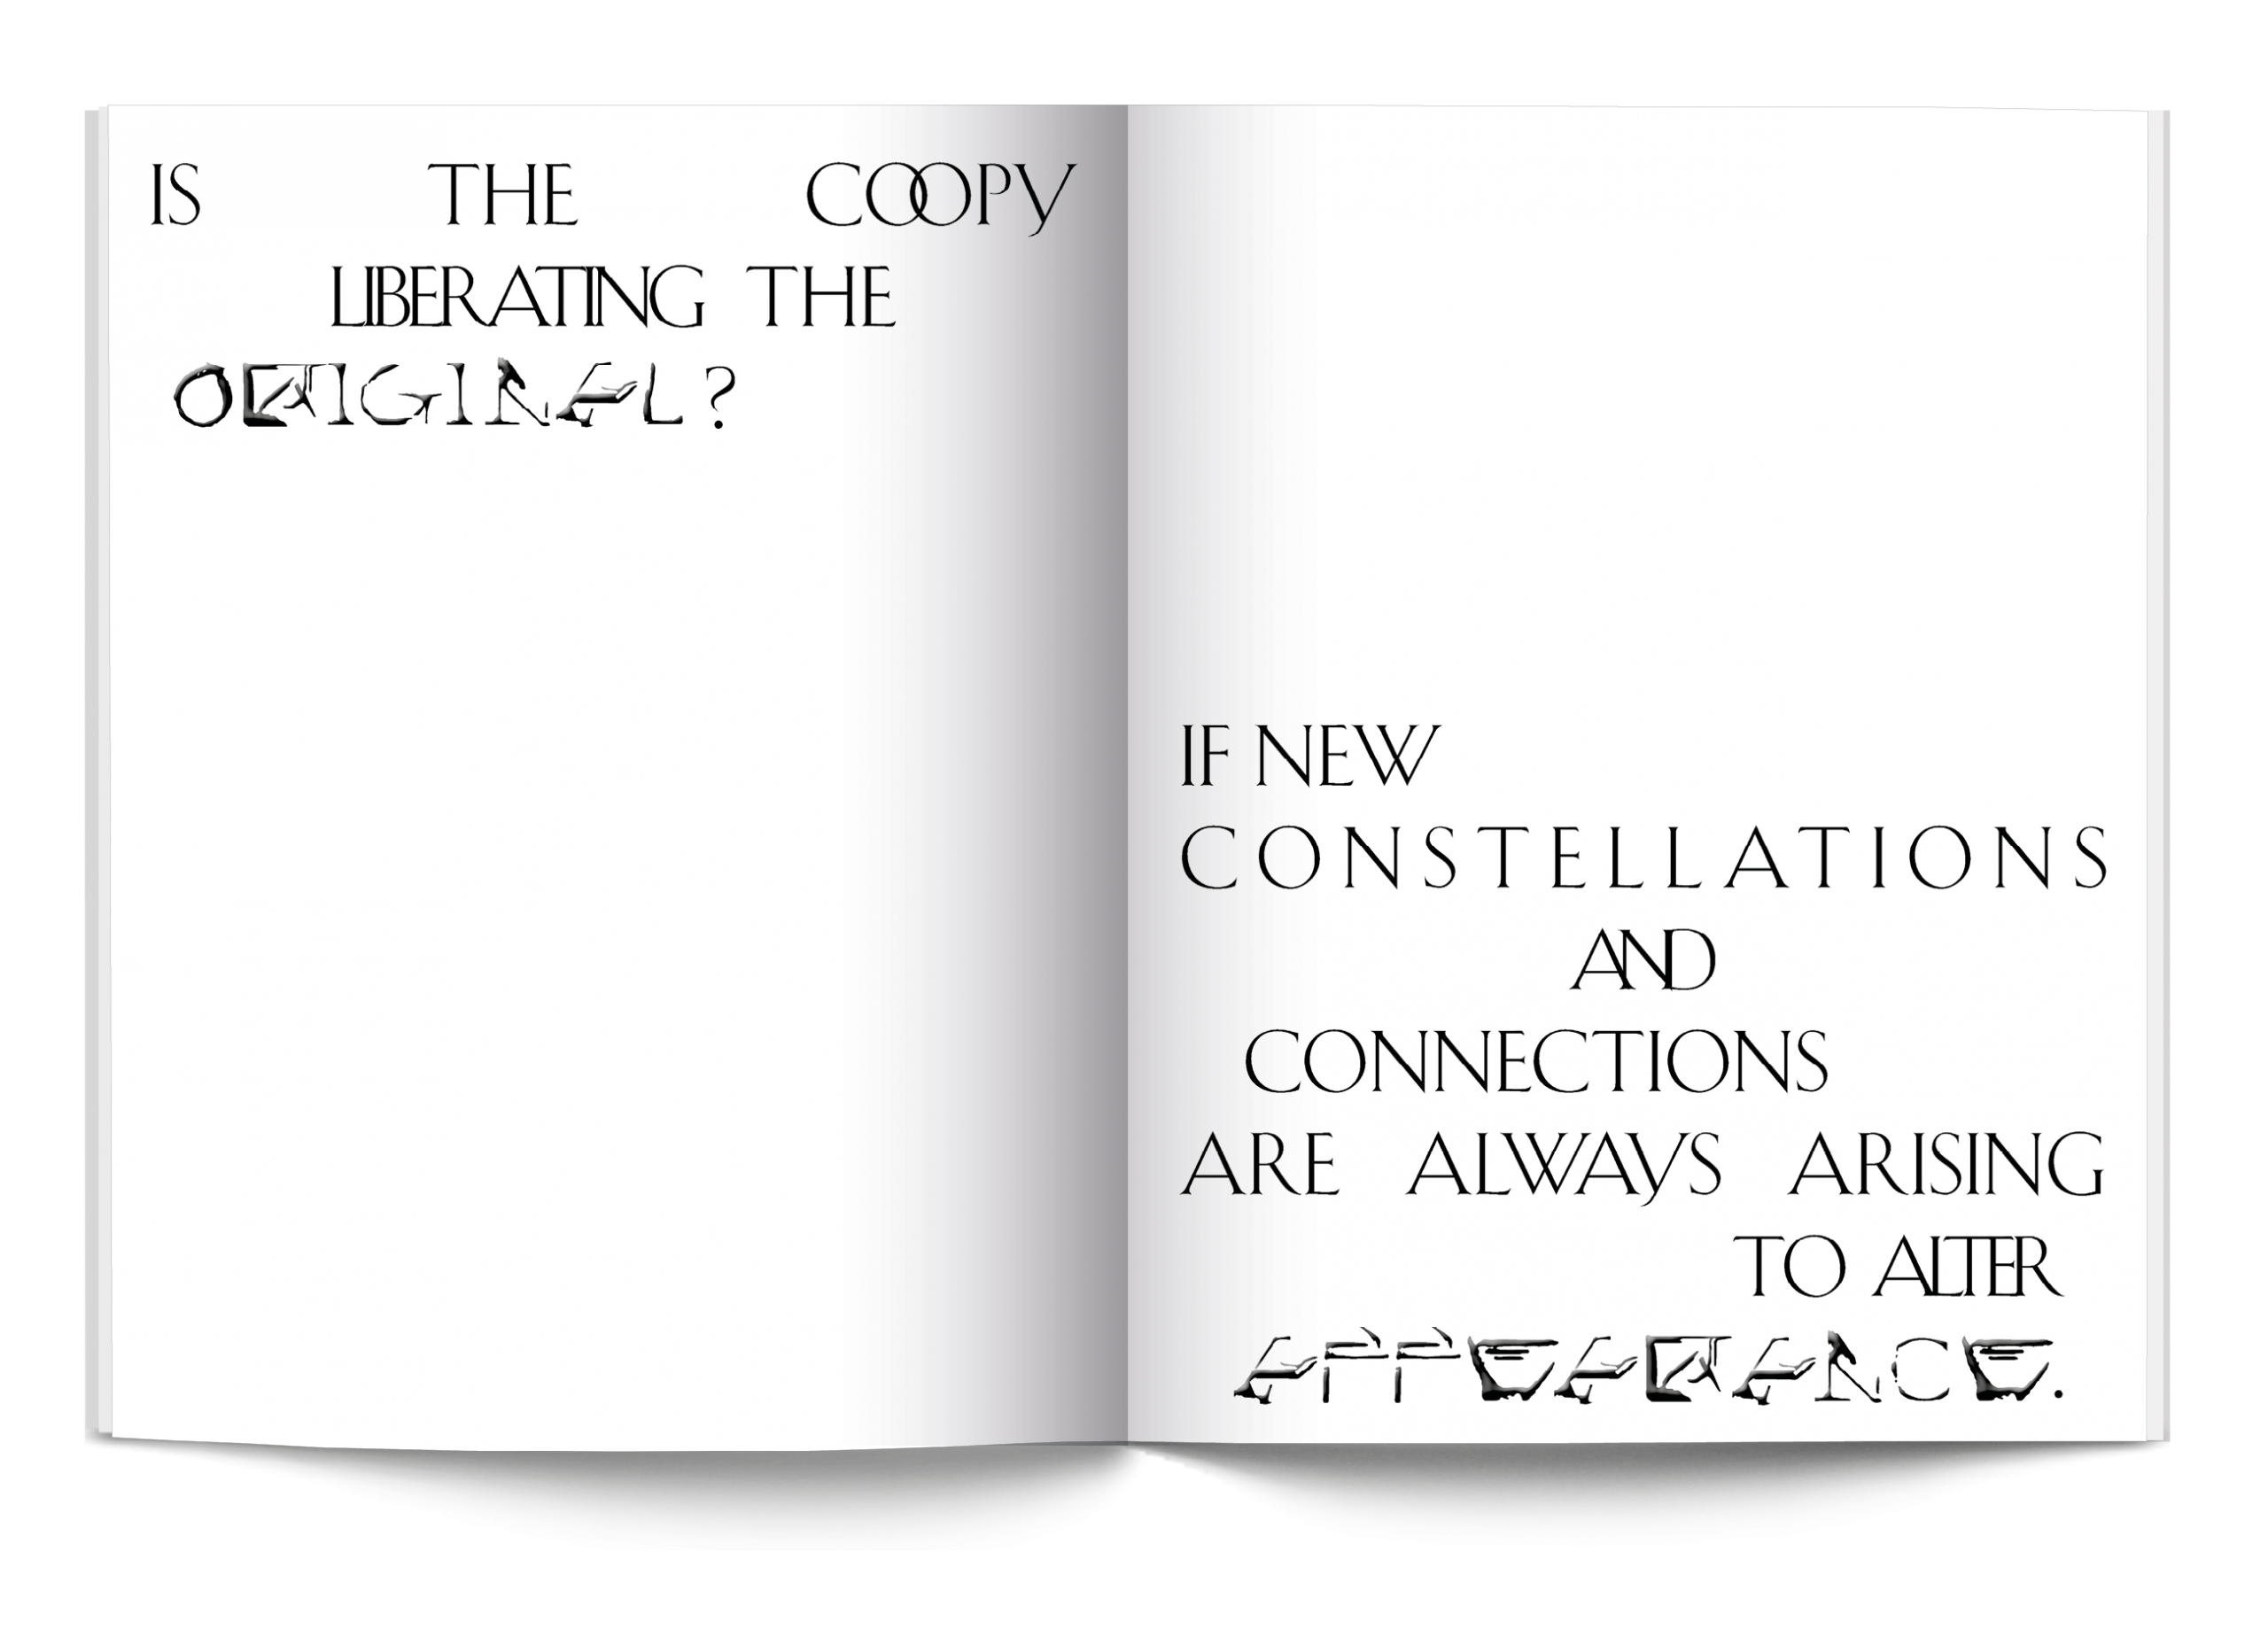 IS THE COOPY
LIBERATING THE
ORIGINAL?
IF NEW
CONSTELLATIONS
AND
CONNECTIONS
ARE ALWAYS ARISING
TO ALTER
APPEARANCE.